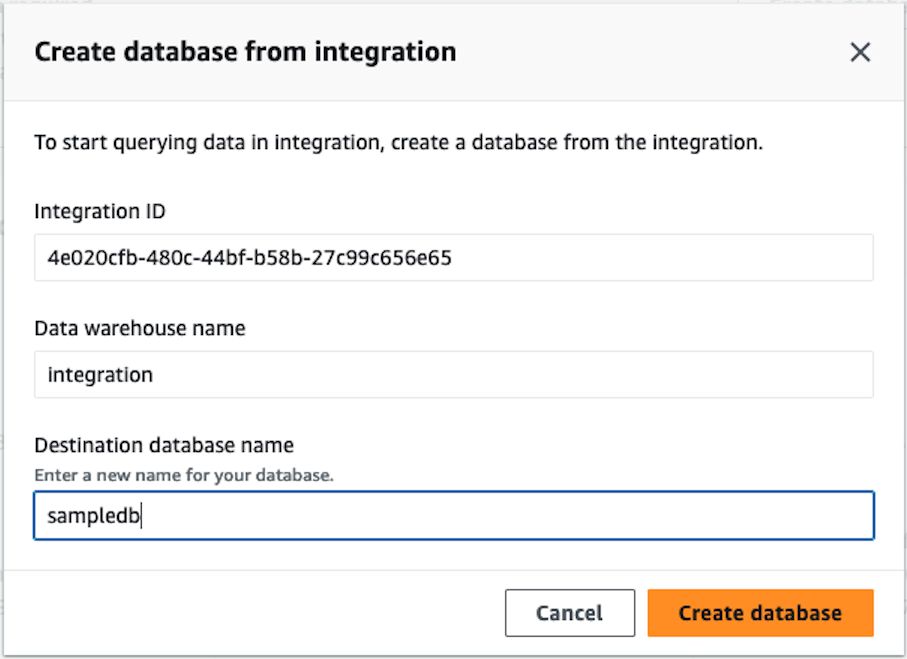 Create database from integration
To start querying data in integration, create a database from the integration.
Integration ID
4e020cfb-480c-44bf-b58b-27c99c656e65
Data warehouse name
integration
Destination database name
Enter a new name for your database.
sampledb
Cancel
Create database